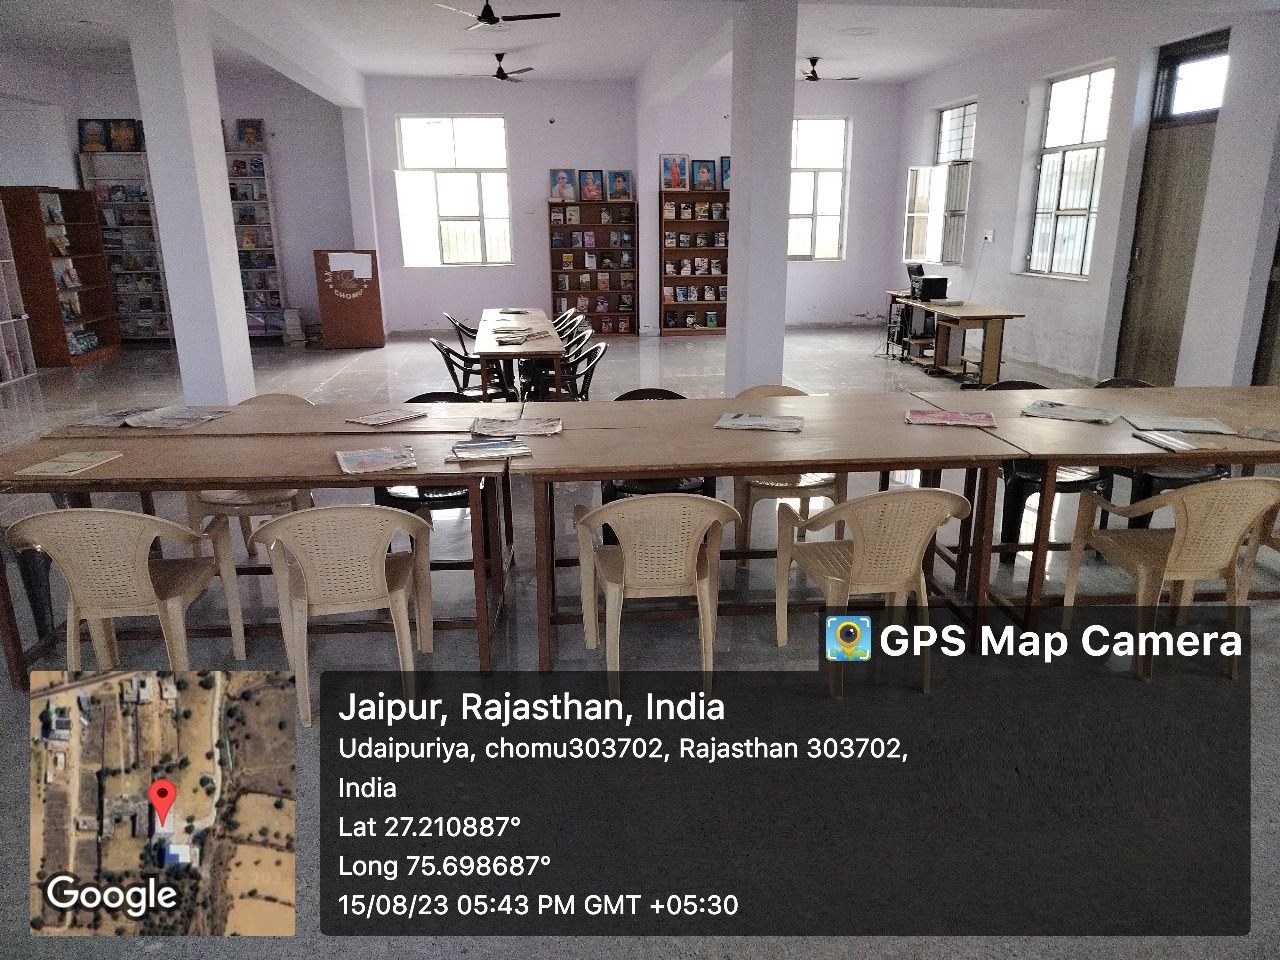 CHOMU
GPS Map Camera
Jaipur, Rajasthan, India
Udaipuriya, chomu303702, Rajasthan 303702,
India
Lat 27.210887°
Long 75.698687°
15/08/23 05:43 PM GMT +05:30
Google